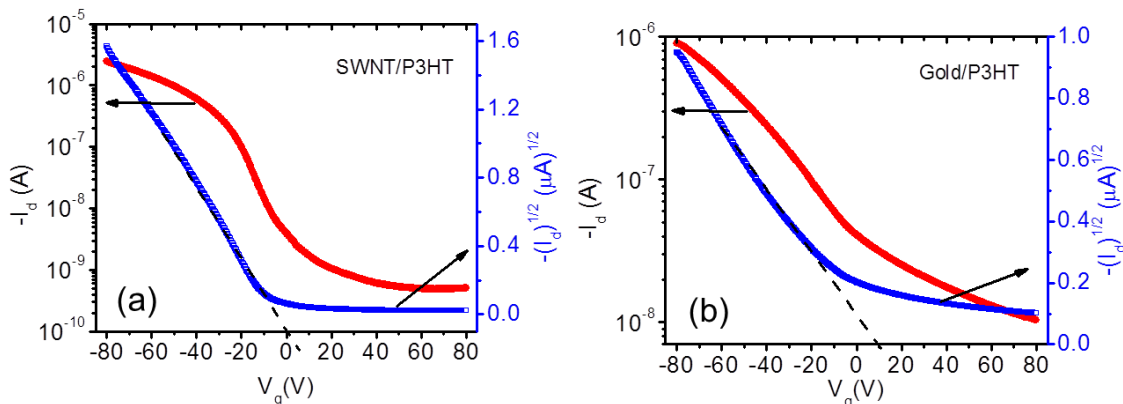 SWNT/P3HT
(a)
-I_d (A)
10^-5
10^-6
10^-7
10^-8
10^-9
10^-10
1.6
1.2
0.8
0.4
0.0
-(I_d)^1/2 (μA)^1/2
-80 -60 -40 -20 0 20 40 60 80
V_g(V)
Gold/P3HT
(b)
-I_d (A)
10^-6
10^-7
10^-8
1.0
0.8
0.6
0.4
0.2
0.0
-(I_d)^1/2 (μA)^1/2
-80 -60 -40 -20 0 20 40 60 80
V_g(V)